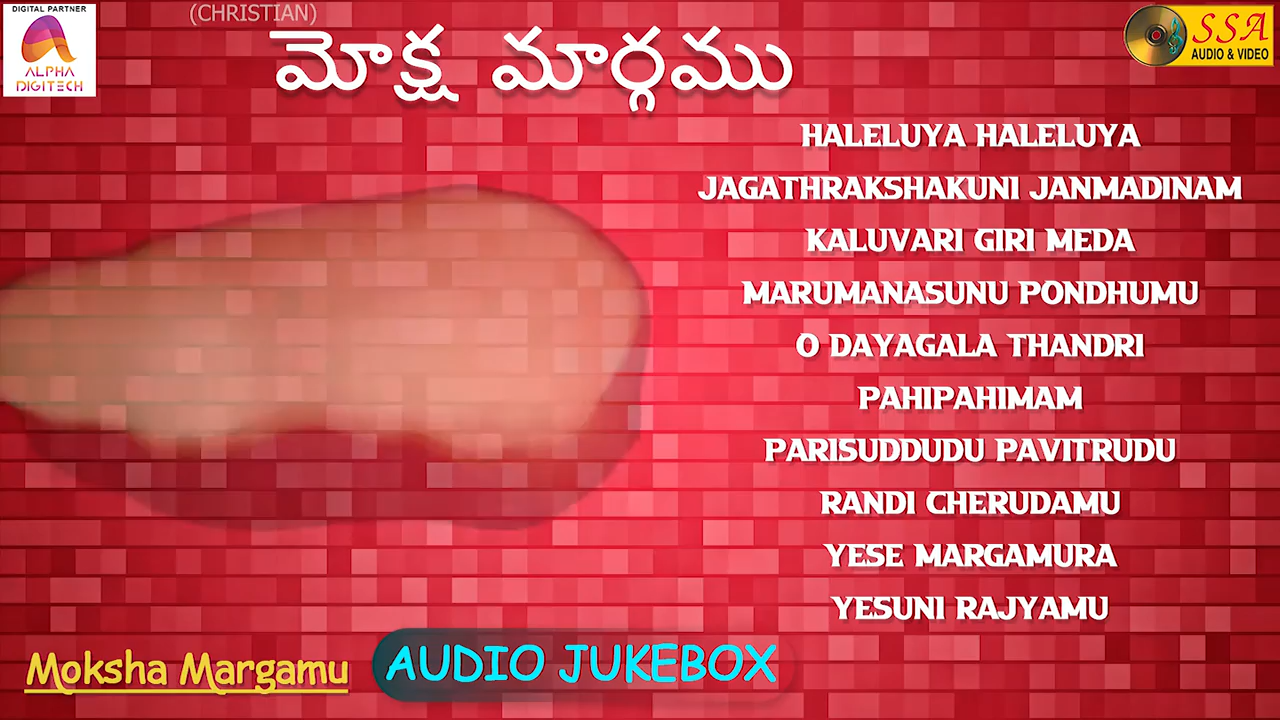 DIGITAL PARTNER
ALPHA
DIGITECH
(CHRISTIAN)
మోక్ష మార్గము
SSA
AUDIO & VIDEO
HALELUYA HALELUYA
JAGATHRAKSHAKUNI JANMADINAM
KALUVARI GIRI MEDA
MARUMANASUNU PONDHUMU
O DAYAGALA THANDRI
PAHIPAHIMAM
PARISUDDUDU PAVITRUDU
RANDI CHERUDAMU
YESE MARGAMURA
YESUNI RAJYAMU
Moksha Margamu
AUDIO JUKEBOX